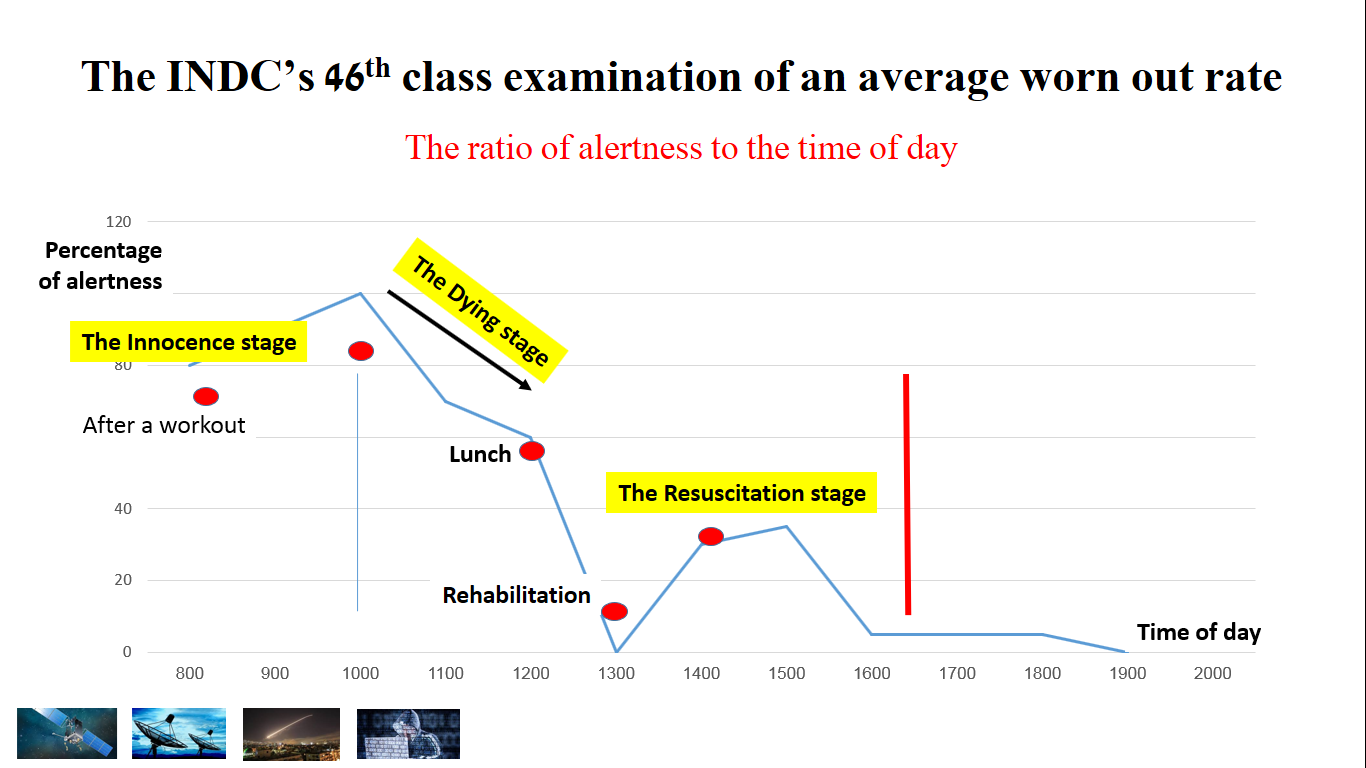 The INDC’s 46th class examination of an average worn out rate
The ratio of alertness to the time of day
120
Percentage
of alertness
The Dying stage
The Innocence stage
80
After a workout
Lunch
The Resuscitation stage
40
20
Rehabilitation
Time of day
0
800 900 1000 1100 1200 1300 1400 1500 1600 1700 1800 1900 2000